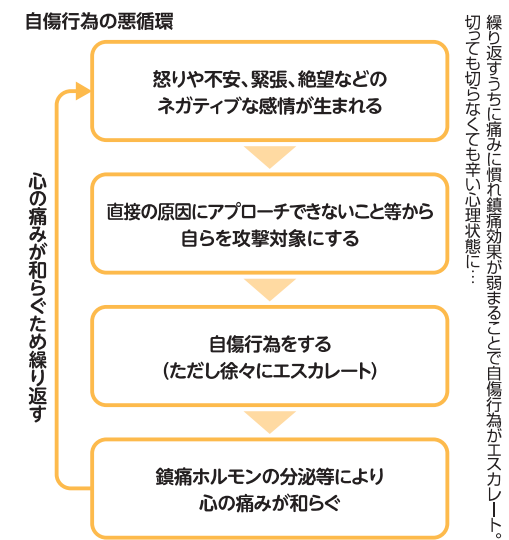 自傷行為の悪循環
怒りや不安、緊張、絶望などの
ネガティブな感情が生まれる
直接の原因にアプローチできないこと等から
自らを攻撃対象にする
自傷行為をする
（ただし徐々にエスカレート）
鎮痛ホルモンの分泌等により
心の痛みが和らぐ
心の痛みが和らぐため繰り返す
繰り返すうちに痛みに慣れ鎮痛効果が弱まることで自傷行為がエスカレート。
切っても切らなくても辛い心理状態に…